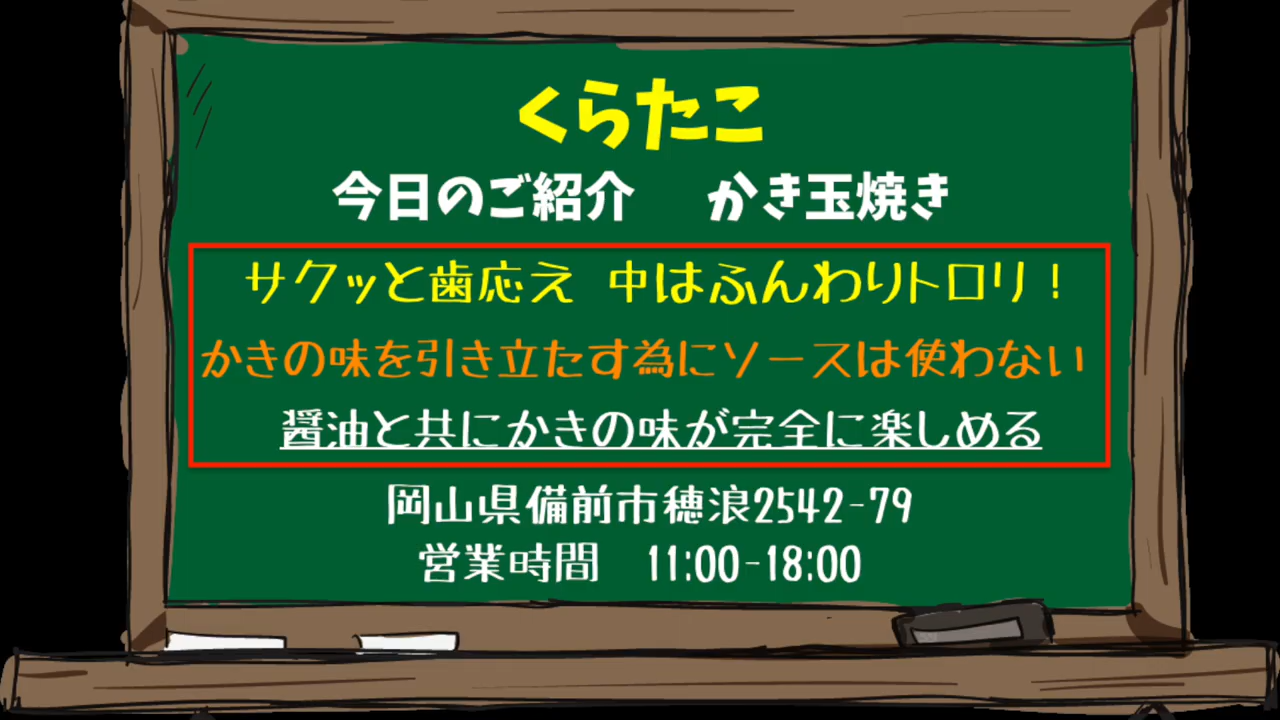 くらたこ
今日のご紹介　かき玉焼き
サクッと歯応え 中はふんわりトロリ！
かきの味を引き立たす為にソースは使わない
醤油と共にかきの味が完全に楽しめる
岡山県備前市穂浪2542-79
営業時間　11:00-18:00